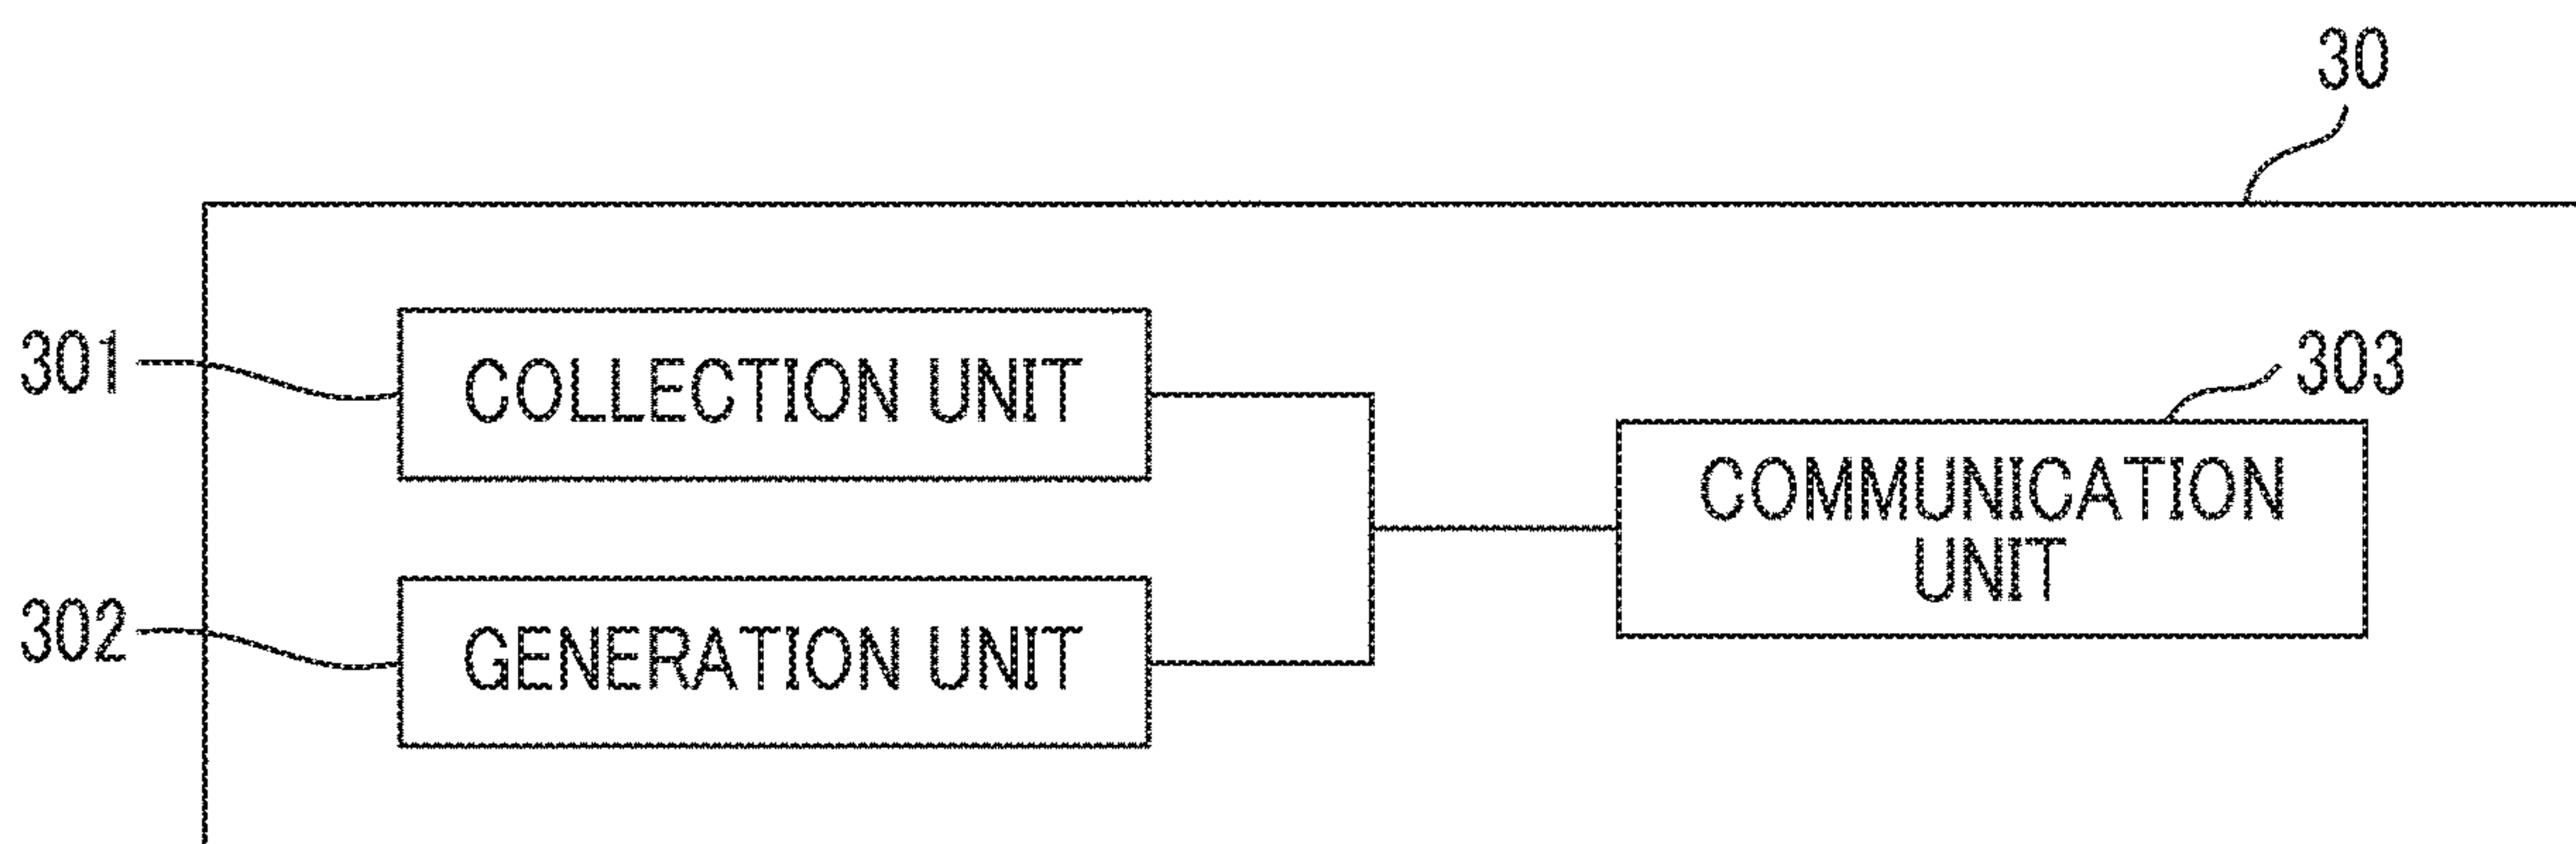 30
301
COLLECTION UNIT
303
COMMUNICATION
UNIT
302
GENERATION UNIT